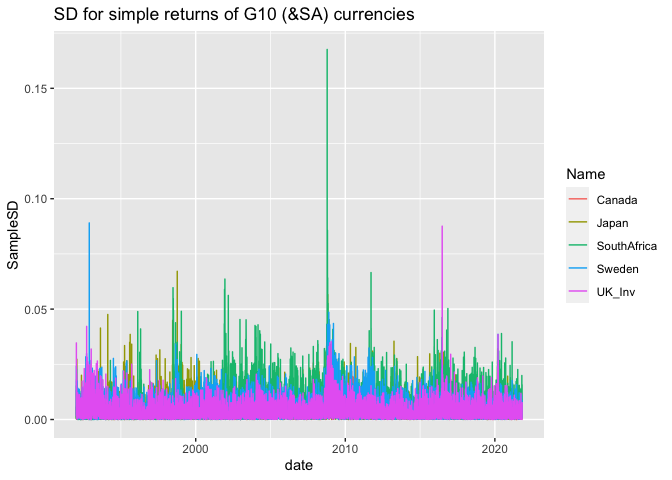 SD for simple returns of G10 (&SA) currencies
SampleSD
0.15
0.10
0.05
0.00
2000
2010
2020
date
Name
Canada
Japan
SouthAfrica
Sweden
UK_Inv